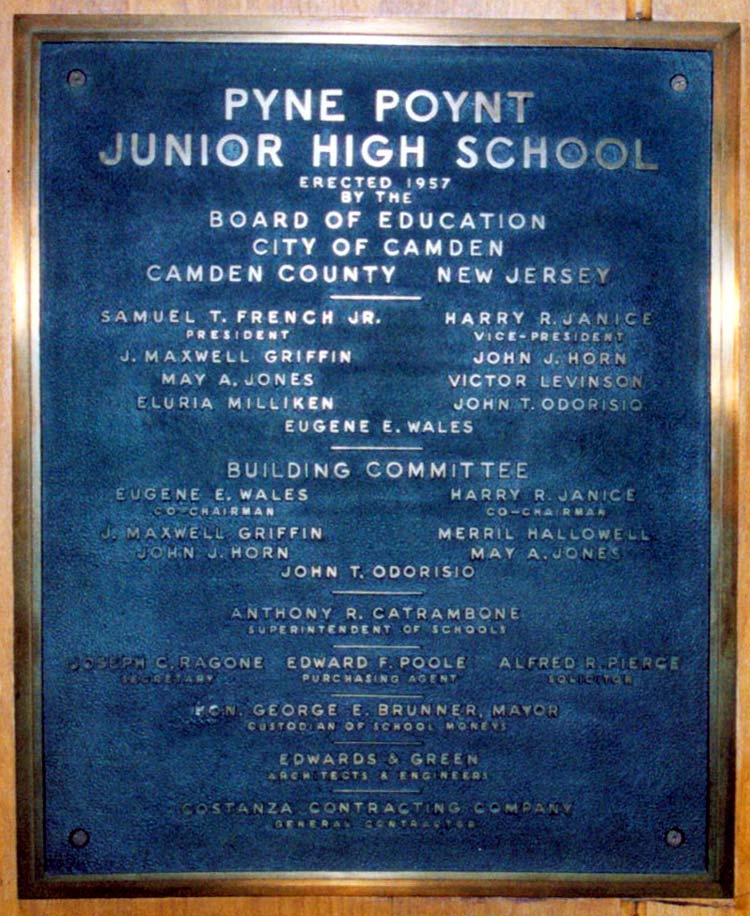 PYNE POYNT
JUNIOR HIGH SCHOOL
ERECTED 1957
BY THE
BOARD OF EDUCATION
CITY OF CAMDEN
CAMDEN COUNTY NEW JERSEY
SAMUEL T. FRENCH JR. HARRY R. JANICE
PRESIDENT VICE-PRESIDENT
J. MAXWELL GRIFFIN JOHN J. HORN
MAY A. JONES VICTOR LEVINSON
ELURIA MILLIKEN JOHN T. ODORISIO
EUGENE E. WALES
BUILDING COMMITTEE
EUGENE E. WALES HARRY R. JANICE
CO-CHAIRMAN CO-CHAIRMAN
J. MAXWELL GRIFFIN MERRIL HALLOWELL
JOHN J. HORN MAY A. JONES
JOHN T. ODORISIO
ANTHONY R. CATRAMBONE
SUPERINTENDENT OF SCHOOLS
JOSEPH C. RAGONE EDWARD F. POOLE ALFRED R. PIERCE
SECRETARY PURCHASING AGENT SOLICITOR
HON. GEORGE E. BRUNNER, MAYOR
CUSTODIAN OF SCHOOL MONEYS
EDWARDS & GREEN
ARCHITECTS & ENGINEERS
COSTANZA CONTRACTING COMPANY
GENERAL CONTRACTOR